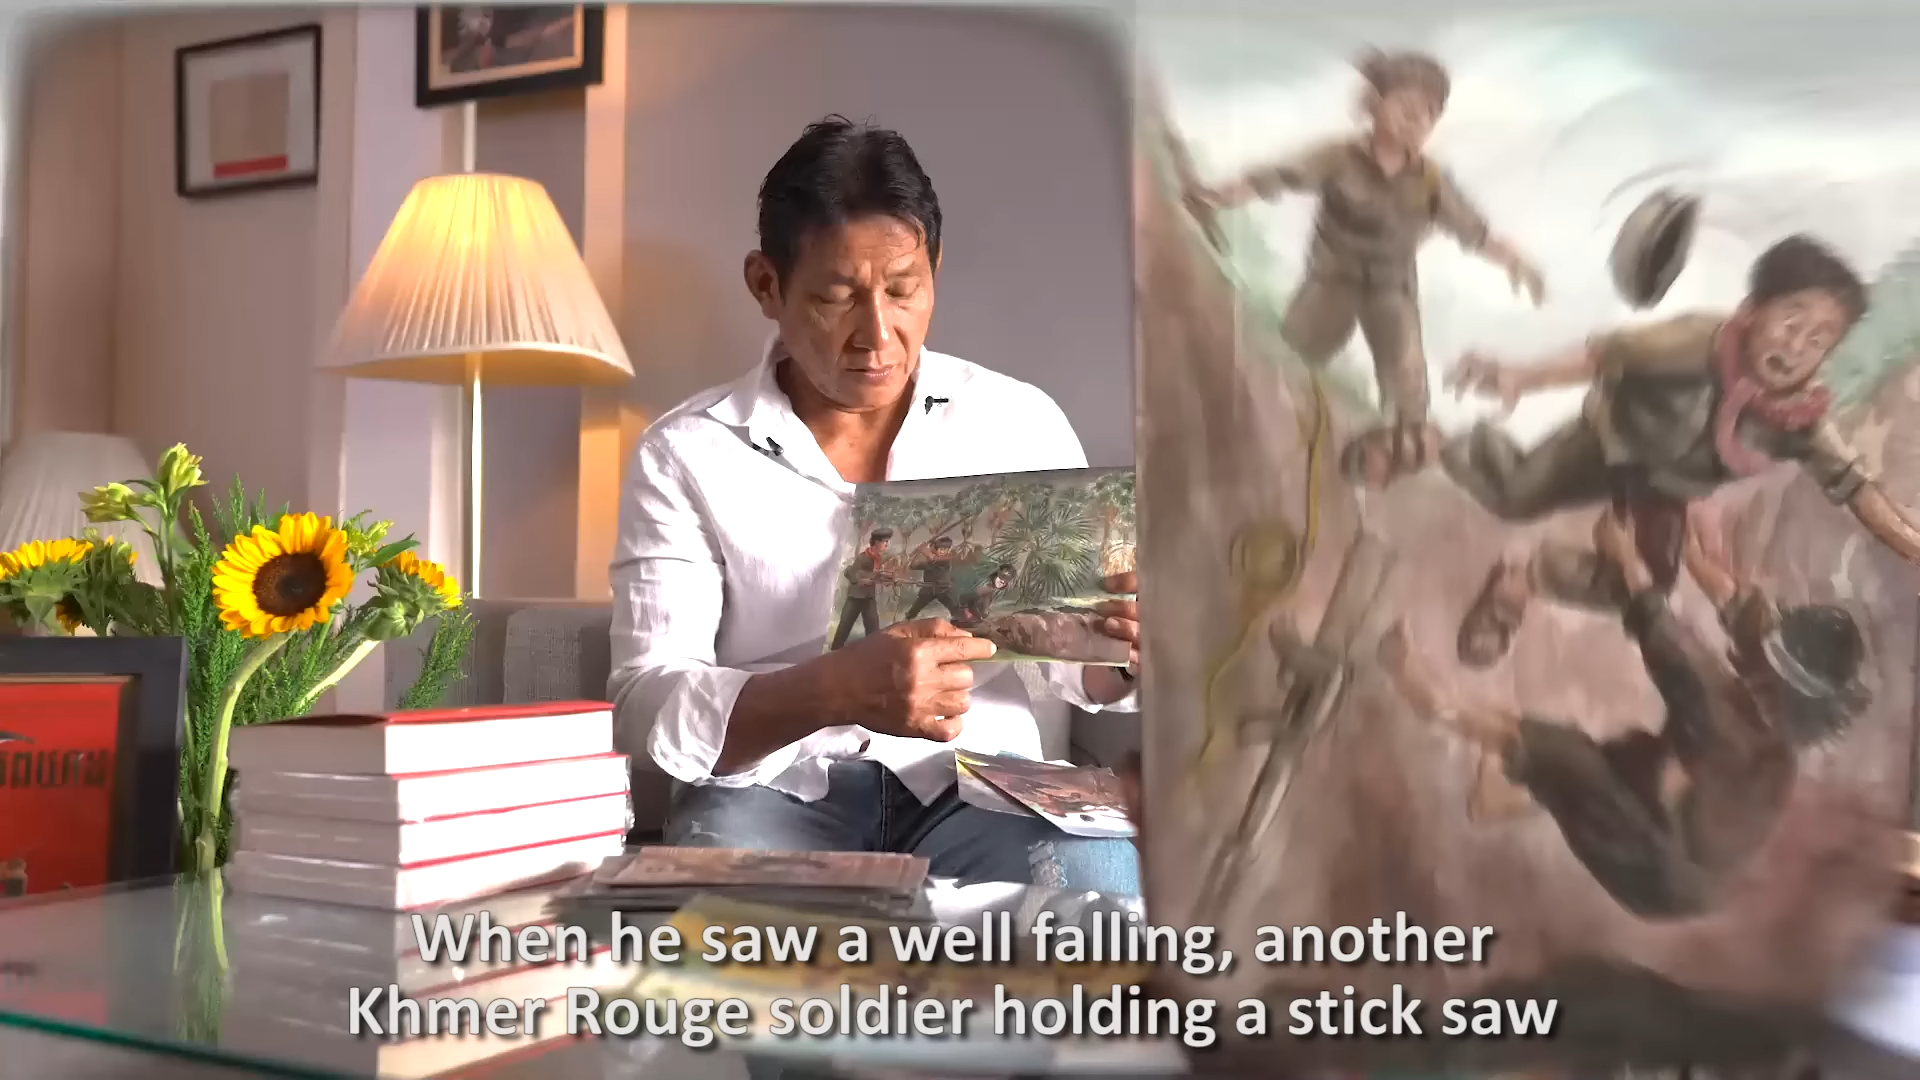 When he saw a well falling, another
Khmer Rouge soldier holding a stick saw